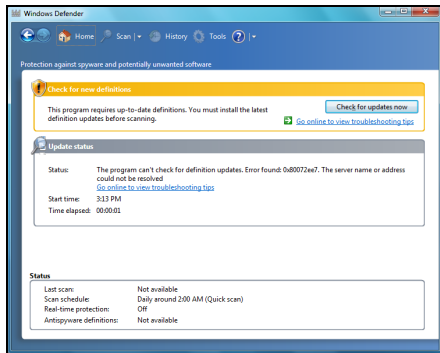 Windows Defender
Home Scan History Tools
Protection against spyware and potentially unwanted software
Check for new definitions
This program requires up-to-date definitions. You must install the latest
definition updates before scanning.
Check for updates now
Go online to view troubleshooting tips
Update status
Status: The program can't check for definition updates. Error found: 0x80072ee7. The server name or address
could not be resolved
Go online to view troubleshooting tips
Start time: 3:13 PM
Time elapsed: 00:00:01
Status
Last scan: Not available
Scan schedule: Daily around 2:00 AM (Quick scan)
Real-time protection: Off
Antispyware definitions: Not available